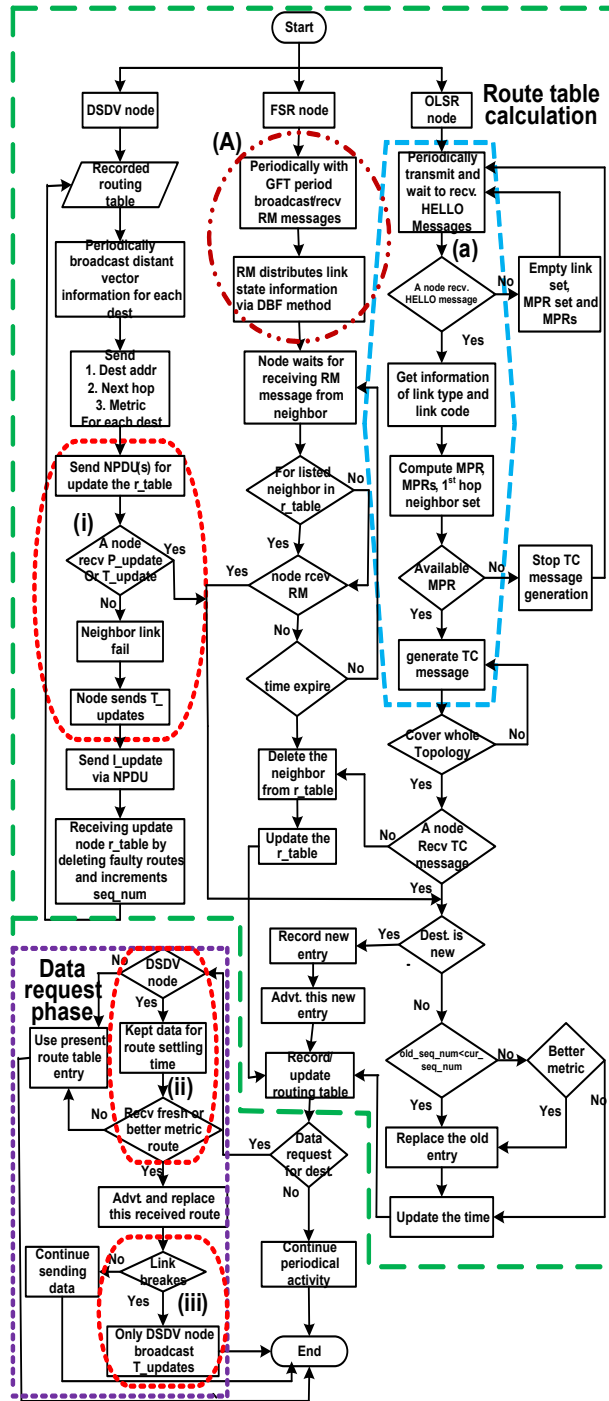 Start
DSDV node
FSR node
OLSR
node
Route table
calculation
(A)
Recorded
routing
table
Periodically
broadcast distant
vector
information for each
dest
Send
1. Dest addr
2. Next hop
3. Metric
For each dest
Send NPDU(s) for
update the r_table
(i)
A node
recv P_update
Or T_update
Yes
No
Neighbor link
fail
Node sends T_
updates
Send I_update
via NPDU
Receiving update
node r_table by
deleting faulty routes
and increments
seq_num
Periodically with
GFT period
broadcast/recv
RM messages
RM distributes link
state information
via DBF method
Node waits for
receiving RM
message from
neighbor
For listed
neighbor in
r_table
No
Yes
Yes
node rcev
RM
No
time expire
No
Delete the
neighbor
from r_table
Update the
r_table
Periodically
transmit and
wait to recv.
HELLO
Messages
(a)
A node recv.
HELLO message
No
Empty link
set,
MPR set and
MPRs
Yes
Get information
of link type and
link code
Compute MPR,
MPRs, 1st hop
neighbor set
Available
MPR
No
Stop TC
message
generation
Yes
generate TC
message
Cover whole
Topology
No
Yes
A node
Recv TC
message
No
Yes
Dest. is
new
-
Yes
Record new
entry
Advt. this new
entry
Record/
update
routing table
No
old_seq_num<cur_
seq_num
No
Better
metric
Yes
Yes
No
Replace the old
entry
Update the time
Data
request
phase
DSDV
node
No
Yes
Use present
route table
entry
Kept data for
route settling
time
(ii)
Recv fresh or
better metric
route
No
Yes
Advt and replace
this received route
Link
breakes
No
Continue
sending
data
Yes
(iii)
Only DSDV node
broadcast
T_updates
Data
request
for dest.
Yes
No
Continue
periodical
activity
End